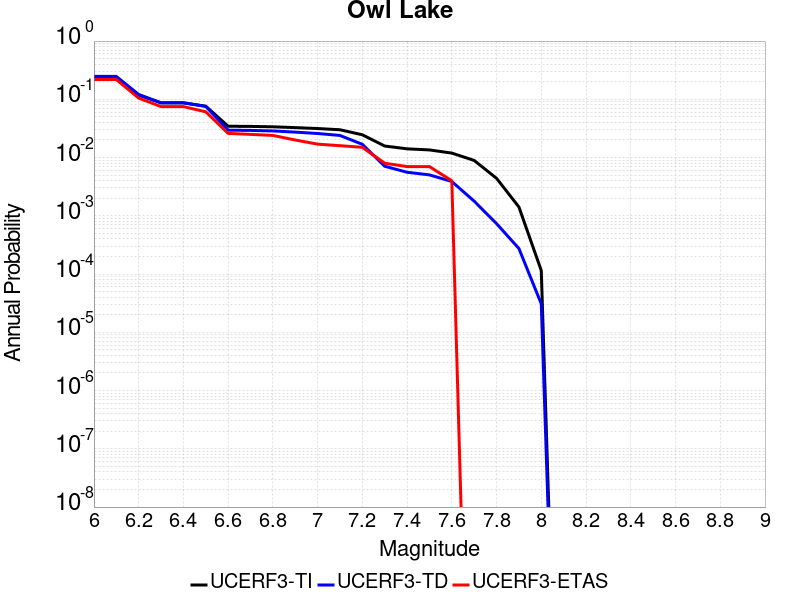 Owl Lake
Annual Probability
10^0
10^-1
10^-2
10^-3
10^-4
10^-5
10^-6
10^-7
10^-8
6 6.2 6.4 6.6 6.8 7 7.2 7.4 7.6 7.8 8 8.2 8.4 8.6 8.8 9
Magnitude
UCERF3-TI UCERF3-TD UCERF3-ETAS